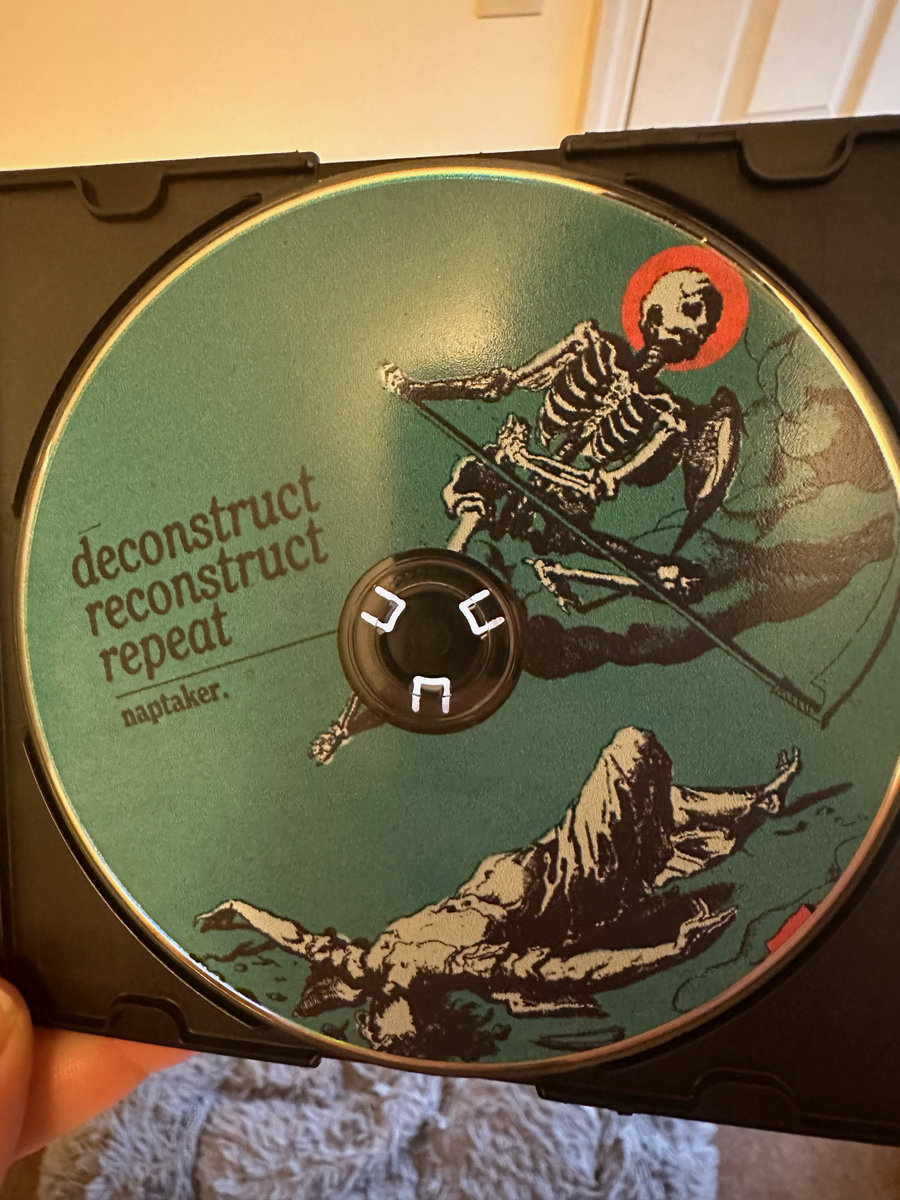 deconstruct
reconstruct
repeat
naptaker.